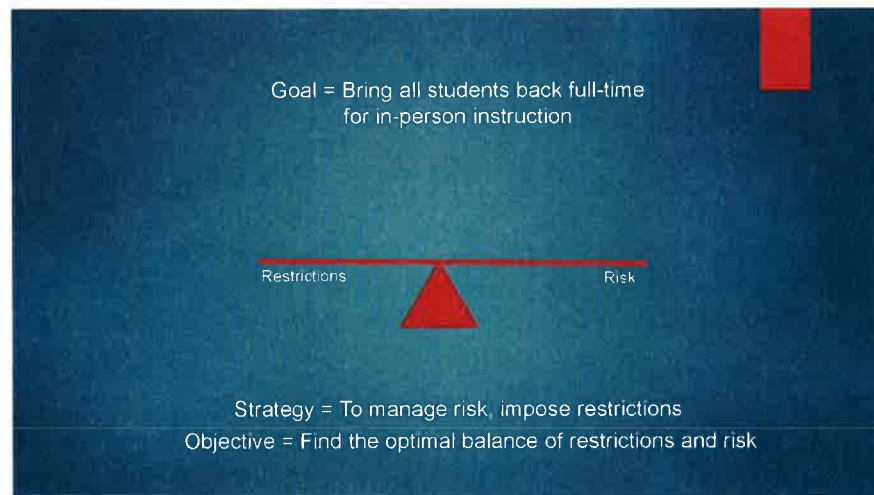 Goal = Bring all students back full-time
for in-person instruction
Restrictions
Risk
Strategy = To manage risk, impose restrictions
Objective = Find the optimal balance of restrictions and risk